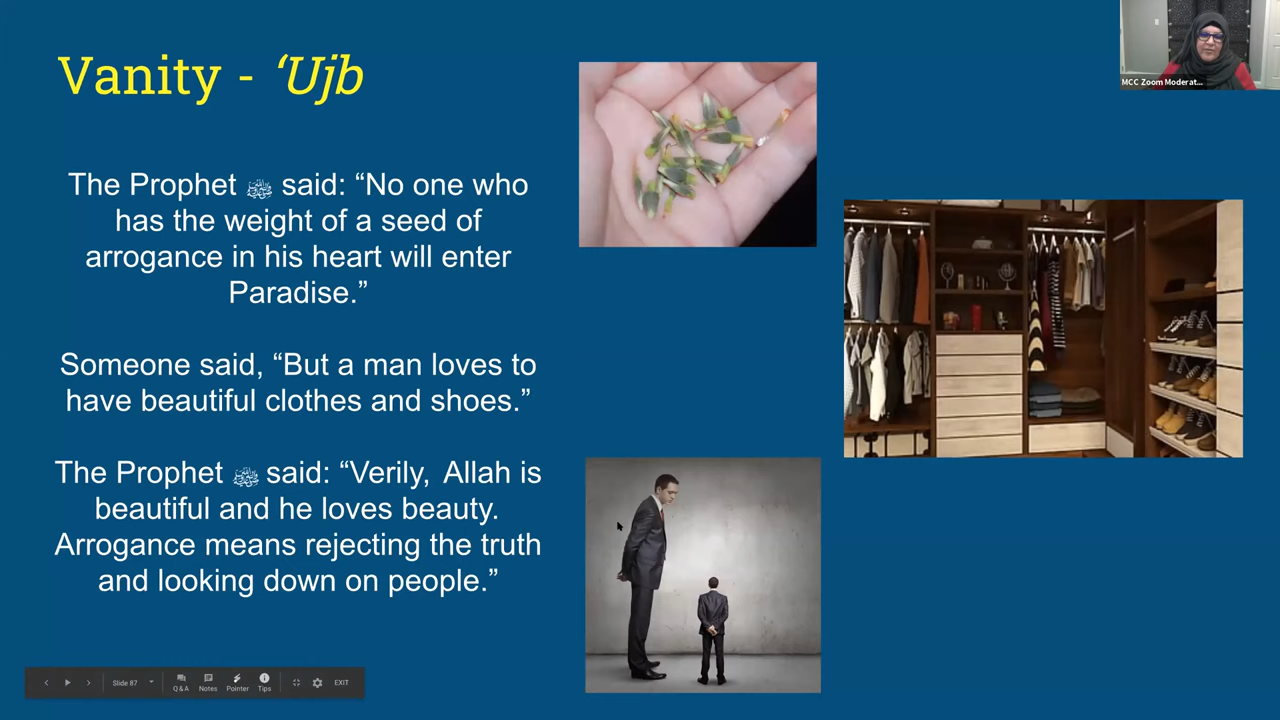 Vanity - ‘Ujb
The Prophet ﷺ said: “No one who
has the weight of a seed of
arrogance in his heart will enter
Paradise.”
Someone said, “But a man loves to
have beautiful clothes and shoes.”
The Prophet ﷺ said: “Verily, Allah is
beautiful and he loves beauty.
Arrogance means rejecting the truth
and looking down on people.”
MCC Zoom Moderat...
Slide 87
Q&A
Notes
Pointer
Tips
EXIT